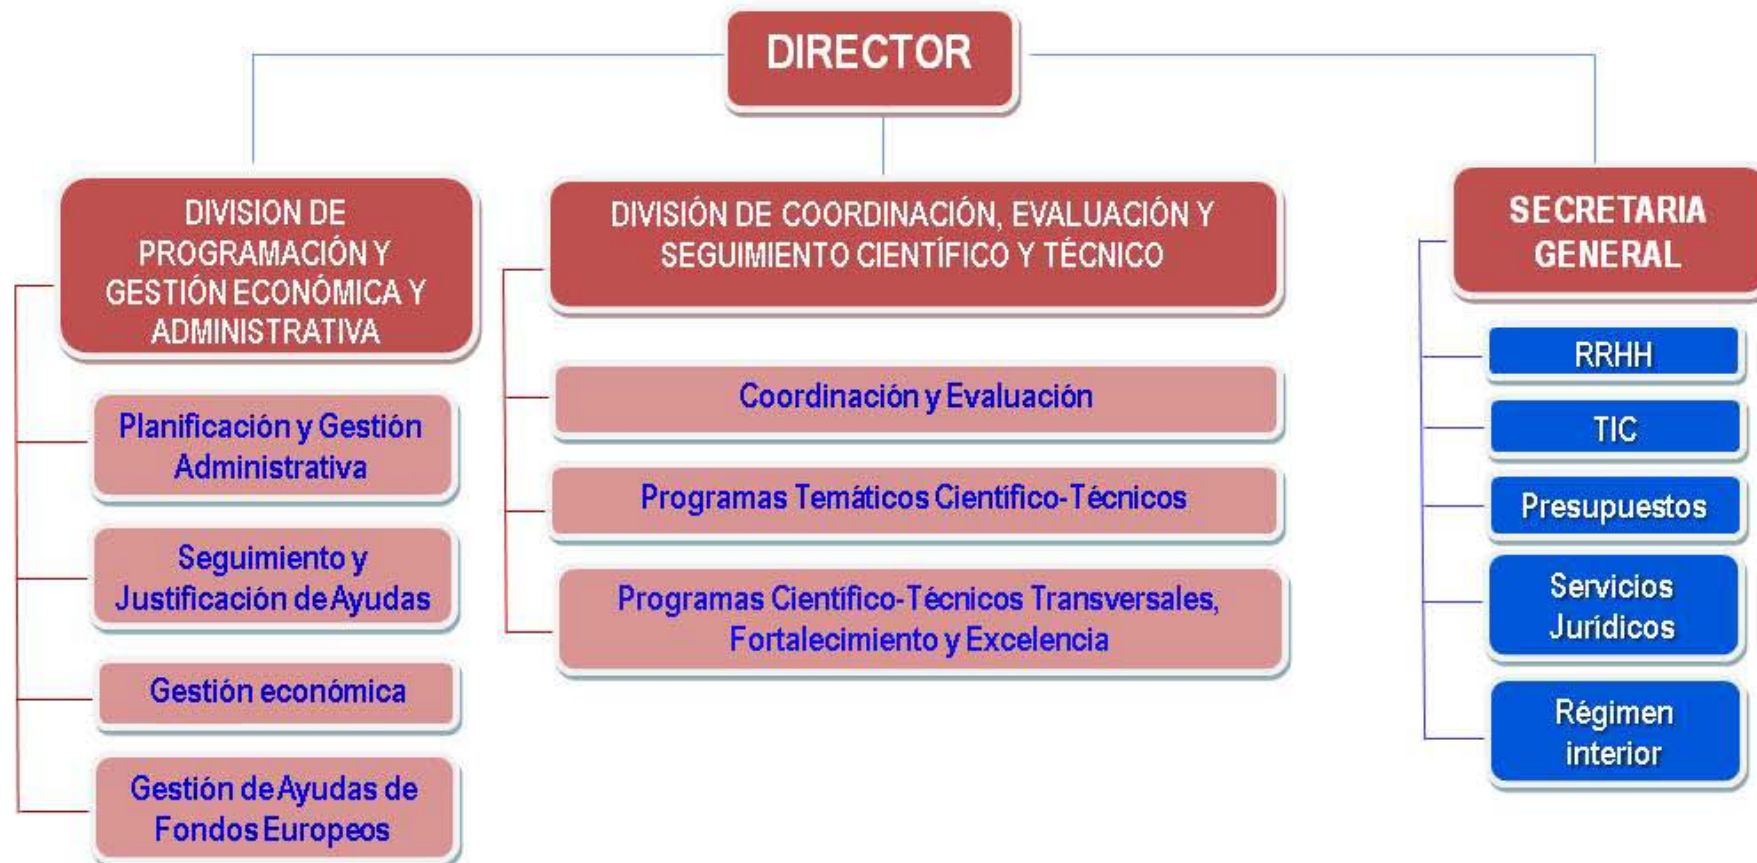 DIRECTOR
DIVISION DE
PROGRAMACIÓN Y
GESTIÓN ECONÓMICA Y
ADMINISTRATIVA
Planificación y Gestión
Administrativa
Seguimiento y
Justificación de Ayudas
Gestión económica
Gestión de Ayudas de
Fondos Europeos
DIVISIÓN DE COORDINACIÓN, EVALUACIÓN Y
SEGUIMIENTO CIENTÍFICO Y TÉCNICO
Coordinación y Evaluación
Programas Temáticos Científico-Técnicos
Programas Científico-Técnicos Transversales,
Fortalecimiento y Excelencia
SECRETARIA
GENERAL
RRHH
TIC
Presupuestos
Servicios
Jurídicos
Régimen
interior